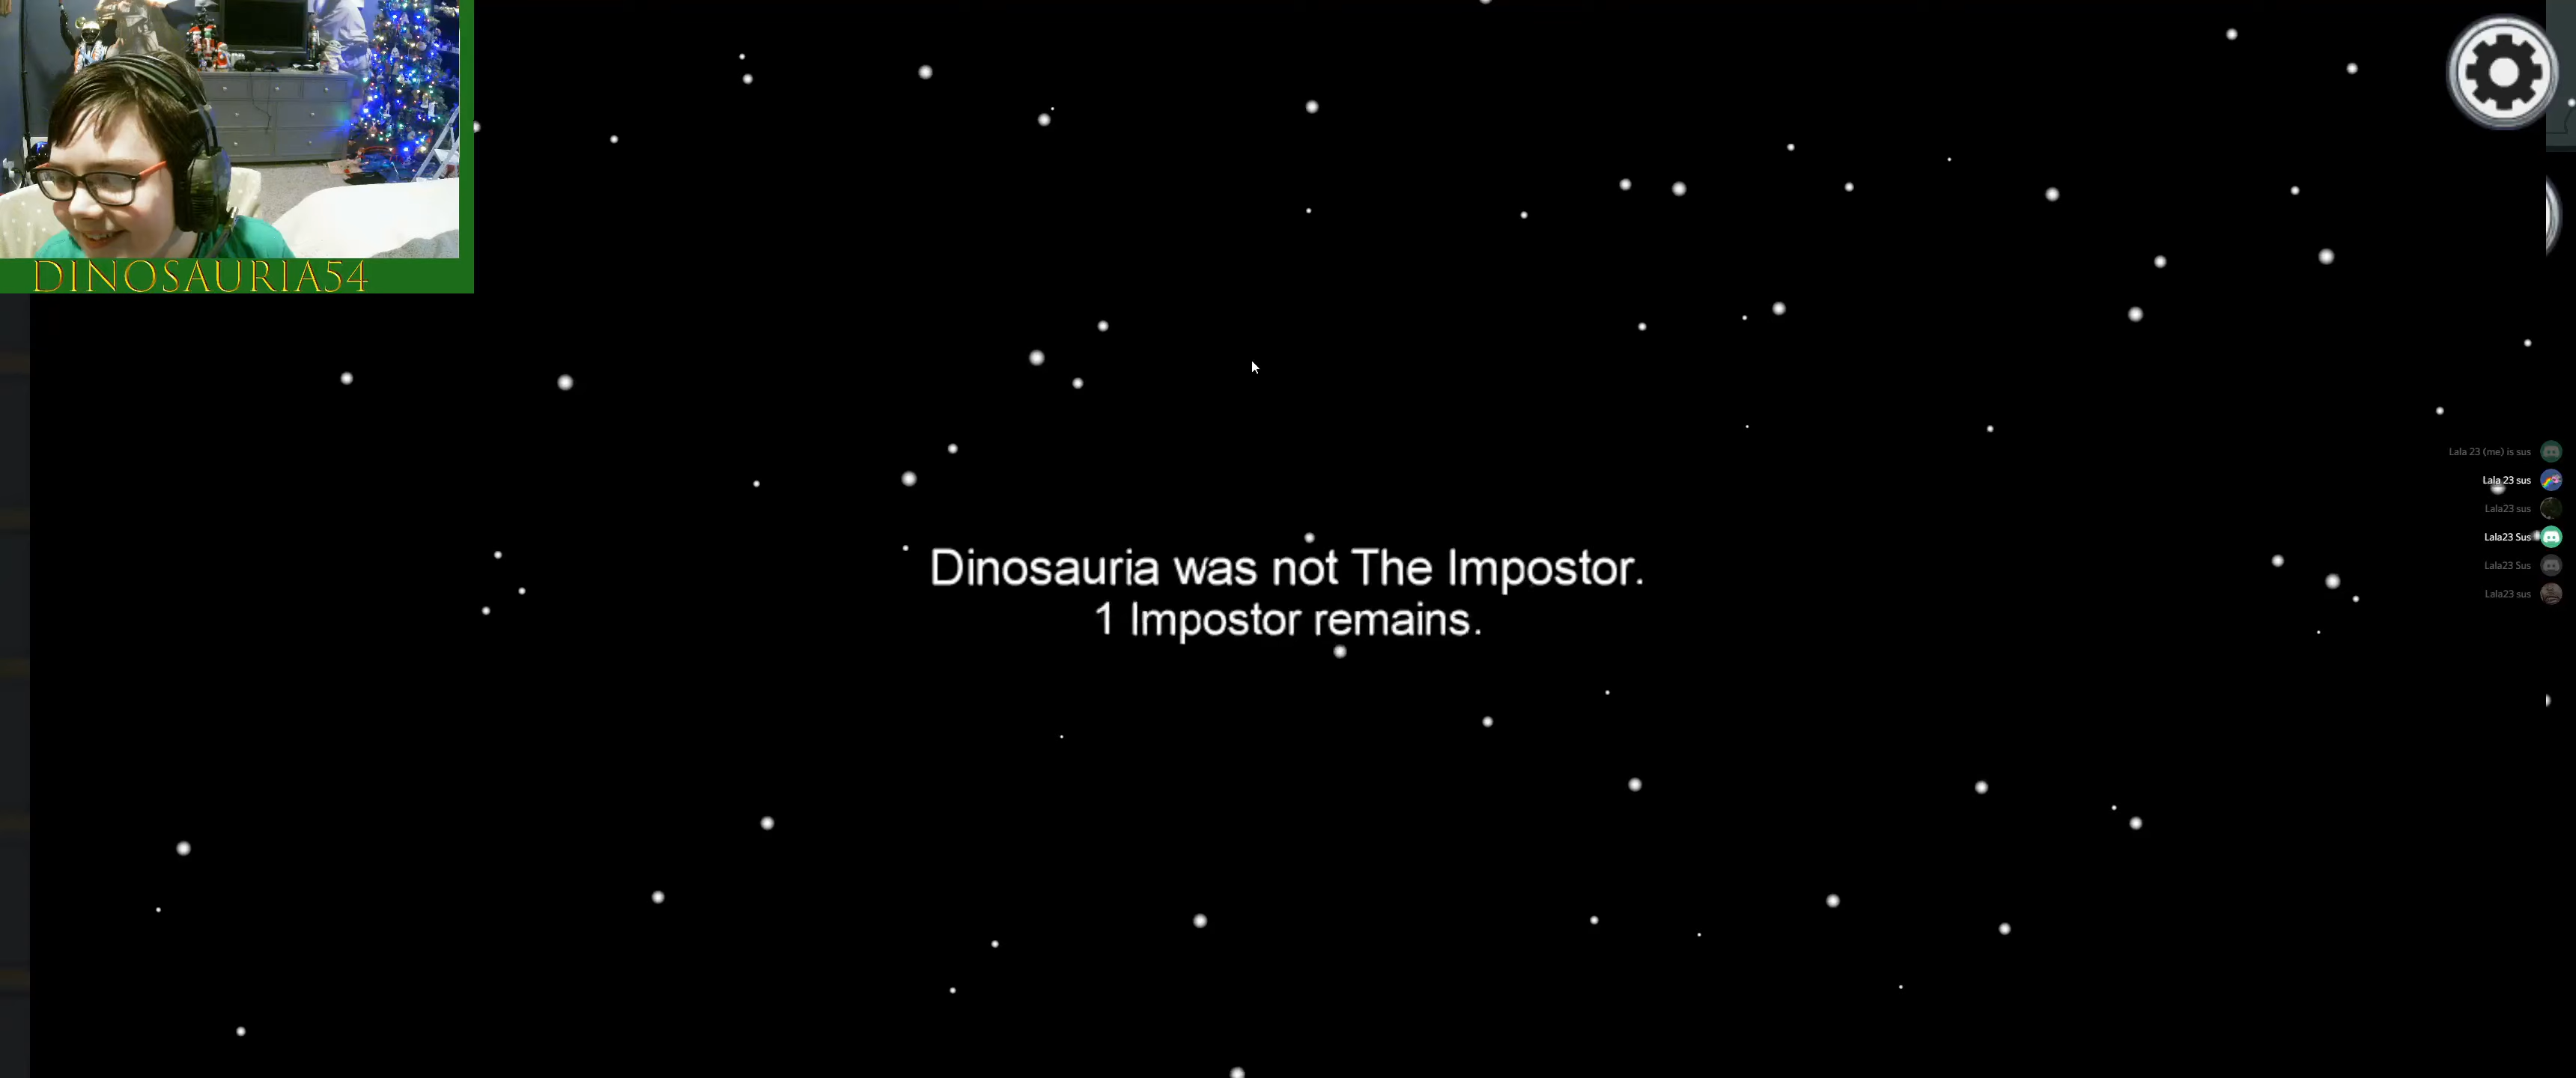 DINOSAURIA54
Lala 23 (me) is sus
Lala 23 sus
Lala23 sus
Lala23 Sus
Lala23 Sus
Lala23 sus
Dinosauria was not The Impostor.
1 Impostor remains.